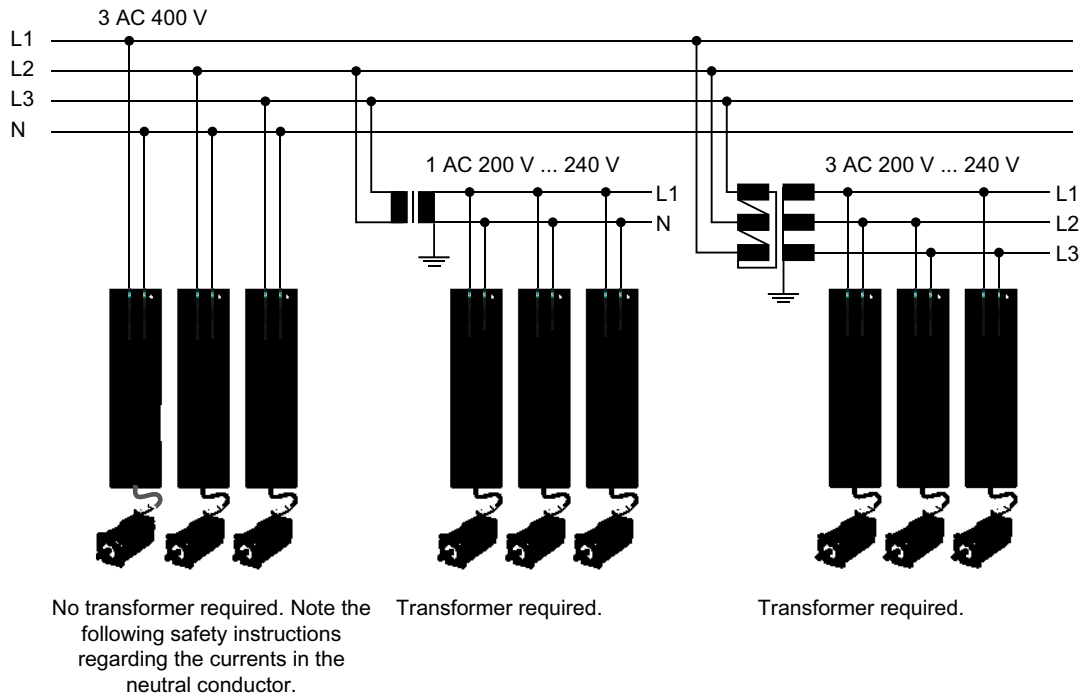 3 AC 400 V
L1
L2
L3
N
1 AC 200 V ... 240 V
L1
N
3 AC 200 V ... 240 V
L1
L2
L3
No transformer required. Note the
following safety instructions
regarding the currents in the
neutral conductor.
Transformer required.
Transformer required.